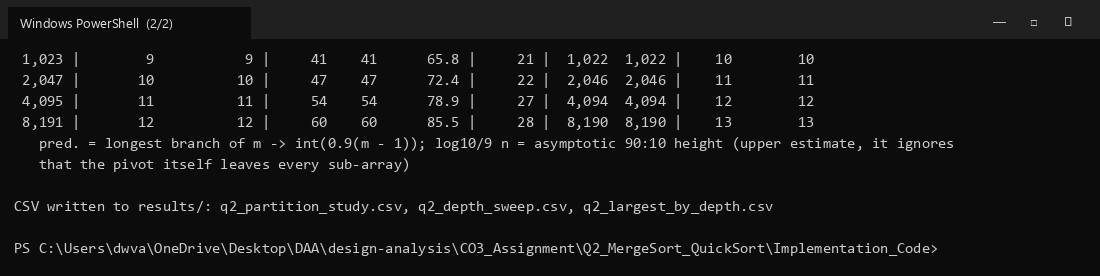 Windows PowerShell (2/2)
1,023 | 9 9 | 41 41 65.8 | 21 | 1,022 1,022 | 10 10
2,047 | 10 10 | 47 47 72.4 | 22 | 2,046 2,046 | 11 11
4,095 | 11 11 | 54 54 78.9 | 27 | 4,094 4,094 | 12 12
8,191 | 12 12 | 60 60 85.5 | 28 | 8,190 8,190 | 13 13
pred. = longest branch of m -> int(0.9(m - 1)); log10/9 n = asymptotic 90:10 height (upper estimate, it ignores
that the pivot itself leaves every sub-array)
CSV written to results/: q2_partition_study.csv, q2_depth_sweep.csv, q2_largest_by_depth.csv
PS C:\Users\dwva\OneDrive\Desktop\DAA\design-analysis\CO3_Assignment\Q2_MergeSort_QuickSort\Implementation_Code>